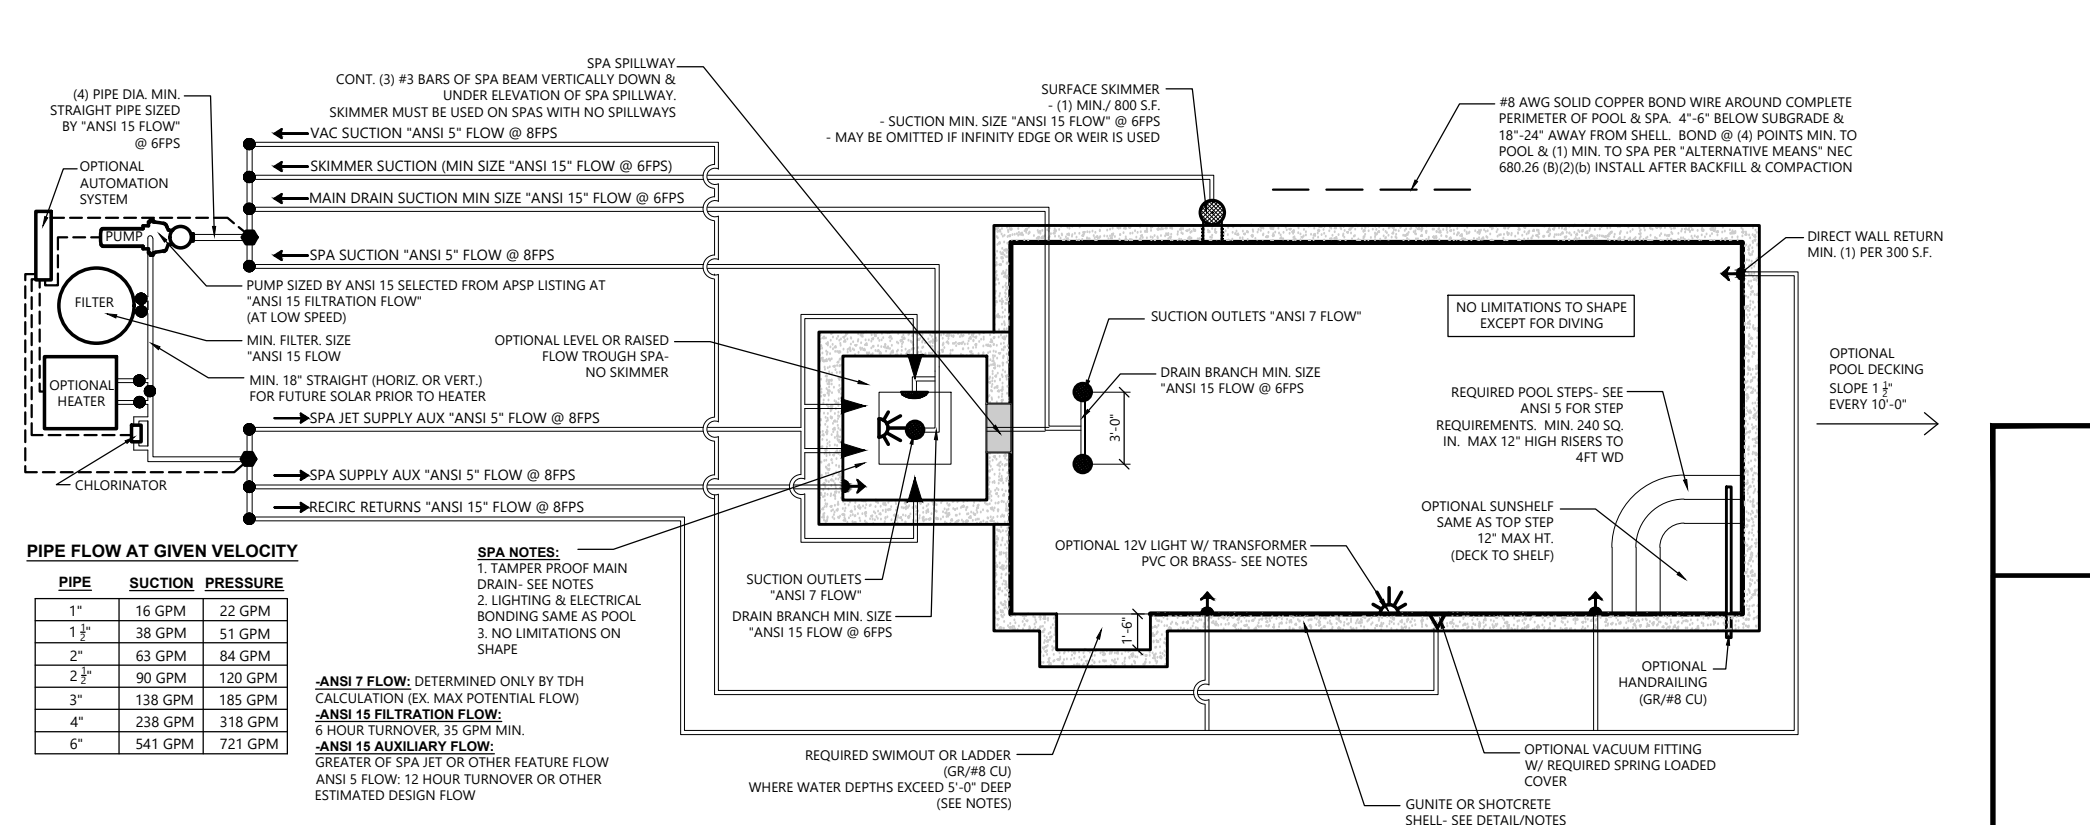 (4) PIPE DIA. MIN.
STRAIGHT PIPE SIZED
BY "ANSI 15 FLOW"
@ 6FPS
OPTIONAL
AUTOMATION
SYSTEM
PUMP
FILTER
OPTIONAL
HEATER
CHLORINATOR
SPA SPILLWAY
CONT. (3) #3 BARS OF SPA BEAM VERTICALLY DOWN &
UNDER ELEVATION OF SPA SPILLWAY.
SKIMMER MUST BE USED ON SPAS WITH NO SPILLWAYS
VAC SUCTION "ANSI 5" FLOW @ 8FPS
SKIMMER SUCTION (MIN SIZE "ANSI 15" FLOW @ 6FPS)
MAIN DRAIN SUCTION MIN SIZE "ANSI 15" FLOW @ 6FPS
SPA SUCTION "ANSI 5" FLOW @ 8FPS
PUMP SIZED BY ANSI 15 SELECTED FROM APSP LISTING AT
"ANSI 15 FILTRATION FLOW"
(AT LOW SPEED)
MIN. FILTER. SIZE
"ANSI 15 FLOW
MIN. 18" STRAIGHT (HORIZ. OR VERT.)
FOR FUTURE SOLAR PRIOR TO HEATER
SPA JET SUPPLY AUX "ANSI 5" FLOW @ 8FPS
SPA SUPPLY AUX "ANSI 5" FLOW @ 8FPS
RECIRC RETURNS "ANSI 15" FLOW @ 8FPS
OPTIONAL LEVEL OR RAISED
FLOW TROUGH SPA-
NO SKIMMER
SURFACE SKIMMER
- (1) MIN./ 800 S.F.
- SUCTION MIN. SIZE "ANSI 15" FLOW" @ 6FPS
- MAY BE OMITTED IF INFINITY EDGE OR WEIR IS USED
#8 AWG SOLID COPPER BOND WIRE AROUND COMPLETE
PERIMETER OF POOL & SPA. 4"-6" BELOW SUBGRADE &
18"-24" AWAY FROM SHELL. BOND @ (4) POINTS MIN. TO
POOL & (1) MIN. TO SPA PER "ALTERNATIVE MEANS" NEC
680.26 (B)(2)(b) INSTALL AFTER BACKFILL & COMPACTION
DIRECT WALL RETURN
MIN. (1) PER 300 S.F.
SUCTION OUTLETS "ANSI 7 FLOW"
NO LIMITATIONS TO SHAPE
EXCEPT FOR DIVING
DRAIN BRANCH MIN. SIZE
"ANSI 15 FLOW @ 6FPS
3'-0"
REQUIRED POOL STEPS- SEE
ANSI 5 FOR STEP
REQUIREMENTS. MIN. 240 SQ.
IN. MAX 12" HIGH RISERS TO
4FT WD
OPTIONAL
POOL DECKING
SLOPE 1 1/2"
EVERY 10'-0"
OPTIONAL SUNSHELF
SAME AS TOP STEP
12" MAX HT.
(DECK TO SHELF)
OPTIONAL 12V LIGHT W/ TRANSFORMER
PVC OR BRASS- SEE NOTES
1'-6"
PIPE FLOW AT GIVEN VELOCITY
PIPE SUCTION PRESSURE
1" 16 GPM 22 GPM
1 1/2" 38 GPM 51 GPM
2" 63 GPM 84 GPM
2 1/2" 90 GPM 120 GPM
3" 138 GPM 185 GPM
4" 238 GPM 318 GPM
6" 541 GPM 721 GPM
SPA NOTES:
1. TAMPER PROOF MAIN
DRAIN- SEE NOTES
2. LIGHTING & ELECTRICAL
BONDING SAME AS POOL
3. NO LIMITATIONS ON
SHAPE
-ANSI 7 FLOW: DETERMINED ONLY BY TDH
CALCULATION (EX. MAX POTENTIAL FLOW)
-ANSI 15 FILTRATION FLOW:
6 HOUR TURNOVER, 35 GPM MIN.
-ANSI 15 AUXILIARY FLOW:
GREATER OF SPA JET OR OTHER FEATURE FLOW
ANSI 5 FLOW: 12 HOUR TURNOVER OR OTHER
ESTIMATED DESIGN FLOW
SUCTION OUTLETS
"ANSI 7 FLOW"
DRAIN BRANCH MIN. SIZE
"ANSI 15 FLOW @ 6FPS
REQUIRED SWIMOUT OR LADDER
(GR/#8 CU)
WHERE WATER DEPTHS EXCEED 5'-0" DEEP
(SEE NOTES)
OPTIONAL
HANDRAILING
(GR/#8 CU)
OPTIONAL VACUUM FITTING
W/ REQUIRED SPRING LOADED
COVER
GUNITE OR SHOTCRETE
SHELL- SEE DETAIL/NOTES